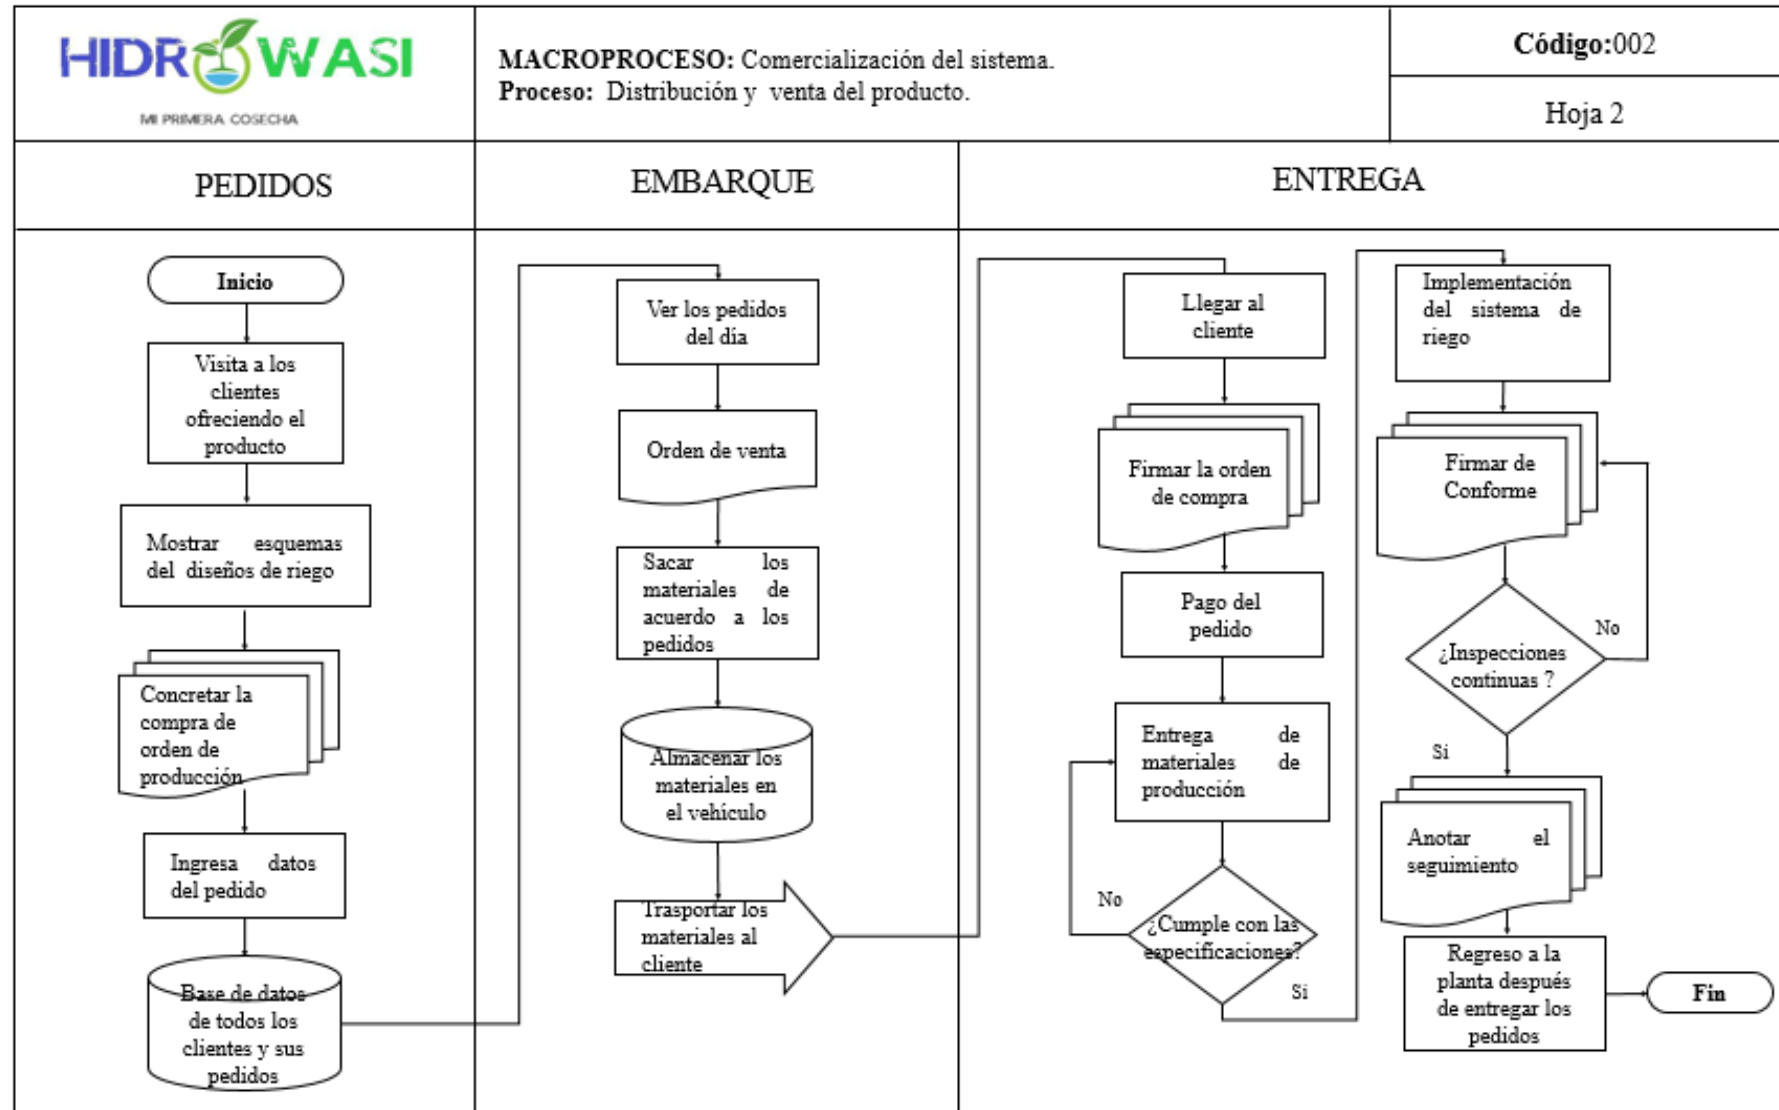 HIDROWASI
MI PRIMERA COSECHA
MACROPROCESO: Comercialización del sistema.
Proceso: Distribución y venta del producto.
Código:002
Hoja 2
PEDIDOS
EMBARQUE
ENTREGA
Inicio
Visita a los
clientes
ofreciendo el
producto
Mostrar esquemas
del diseños de riego
Concretar la
compra de
orden de
producción
Ingresa datos
del pedido
Base de datos
de todos los
clientes y sus
pedidos
Ver los pedidos
del día
Orden de venta
Sacar los
materiales de
acuerdo a los
pedidos
Almacenar los
materiales en
el vehículo
Trasportar los
materiales al
cliente
Llegar al
cliente
Firmar la orden
de compra
Pago del
pedido
Entrega de
materiales de
producción
No
¿Cumple con las
especificaciones?
Si
Implementación
del sistema de
riego
Firmar de
Conforme
No
¿Inspecciones
continuas ?
Si
Anotar el
seguimiento
Regreso a la
planta después
de entregar los
pedidos
Fin